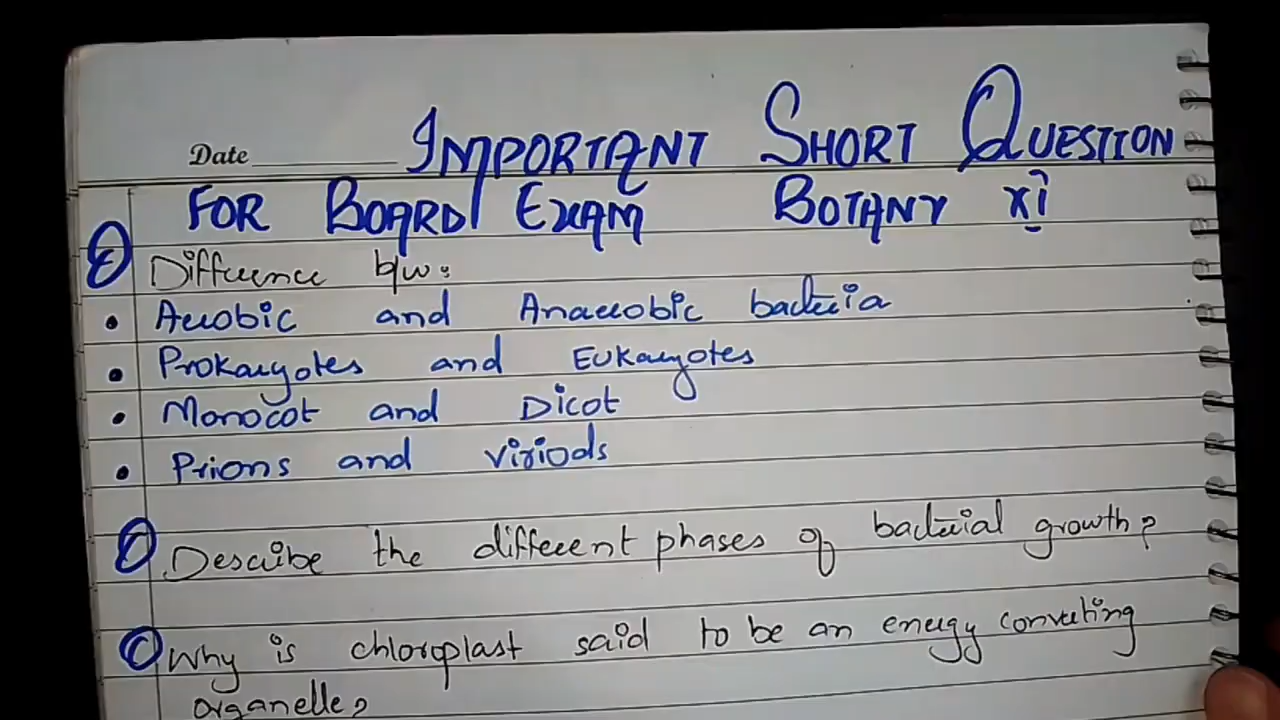 IMPORTANT SHORT QUESTION
Date
FOR BOARD EXAM BOTANY XI
Q Difference b/w:
• Aerobic and Anaerobic bacteria
• Prokaryotes and Eukaryotes
• Monocot and Dicot
• Prions and Viriods
Q Describe the different phases of bacterial growth?
Q Why is chloroplast said to be an energy converting
organelle?